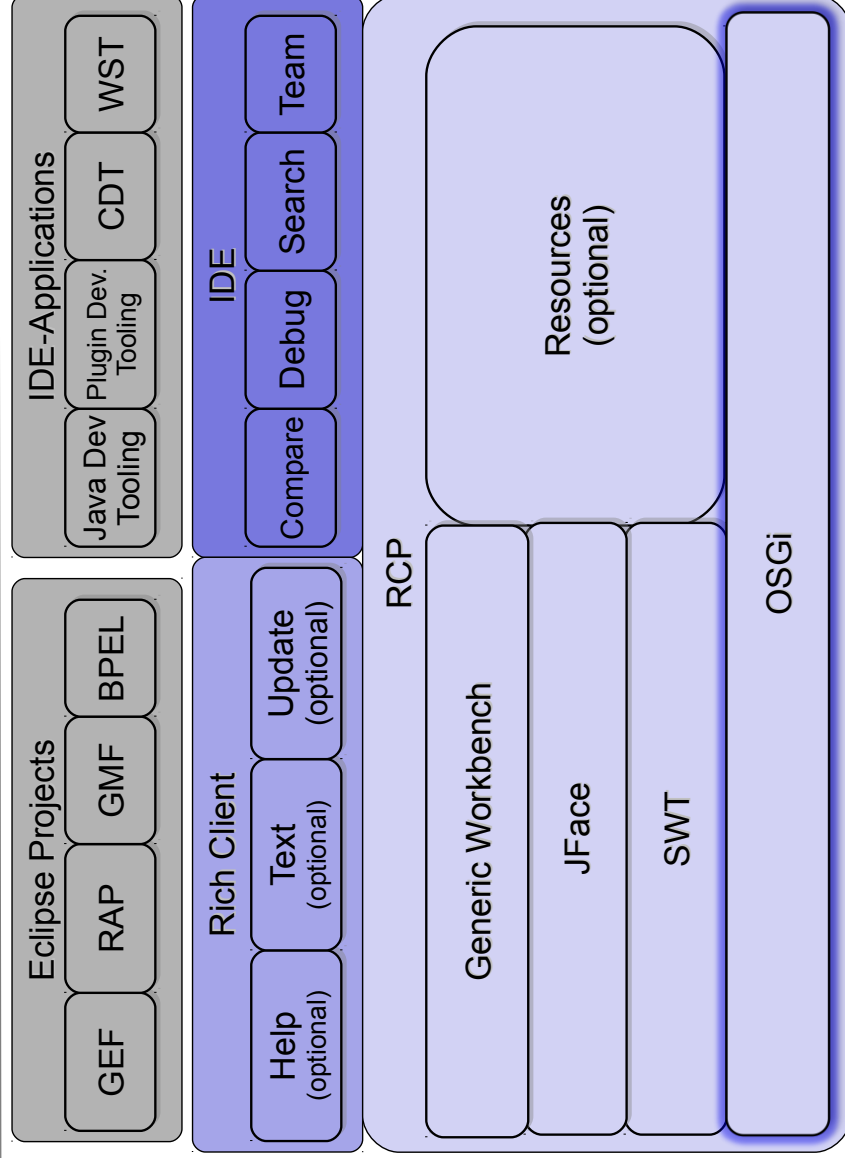 Eclipse Projects
GEF
RAP
GMF
BPEL
IDE-Applications
Java Dev
Tooling
Plugin Dev.
Tooling
CDT
WST
Rich Client
Help
(optional)
Text
(optional)
Update
(optional)
IDE
Compare
Debug
Search
Team
RCP
Generic Workbench
JFace
SWT
Resources
(optional)
OSGi